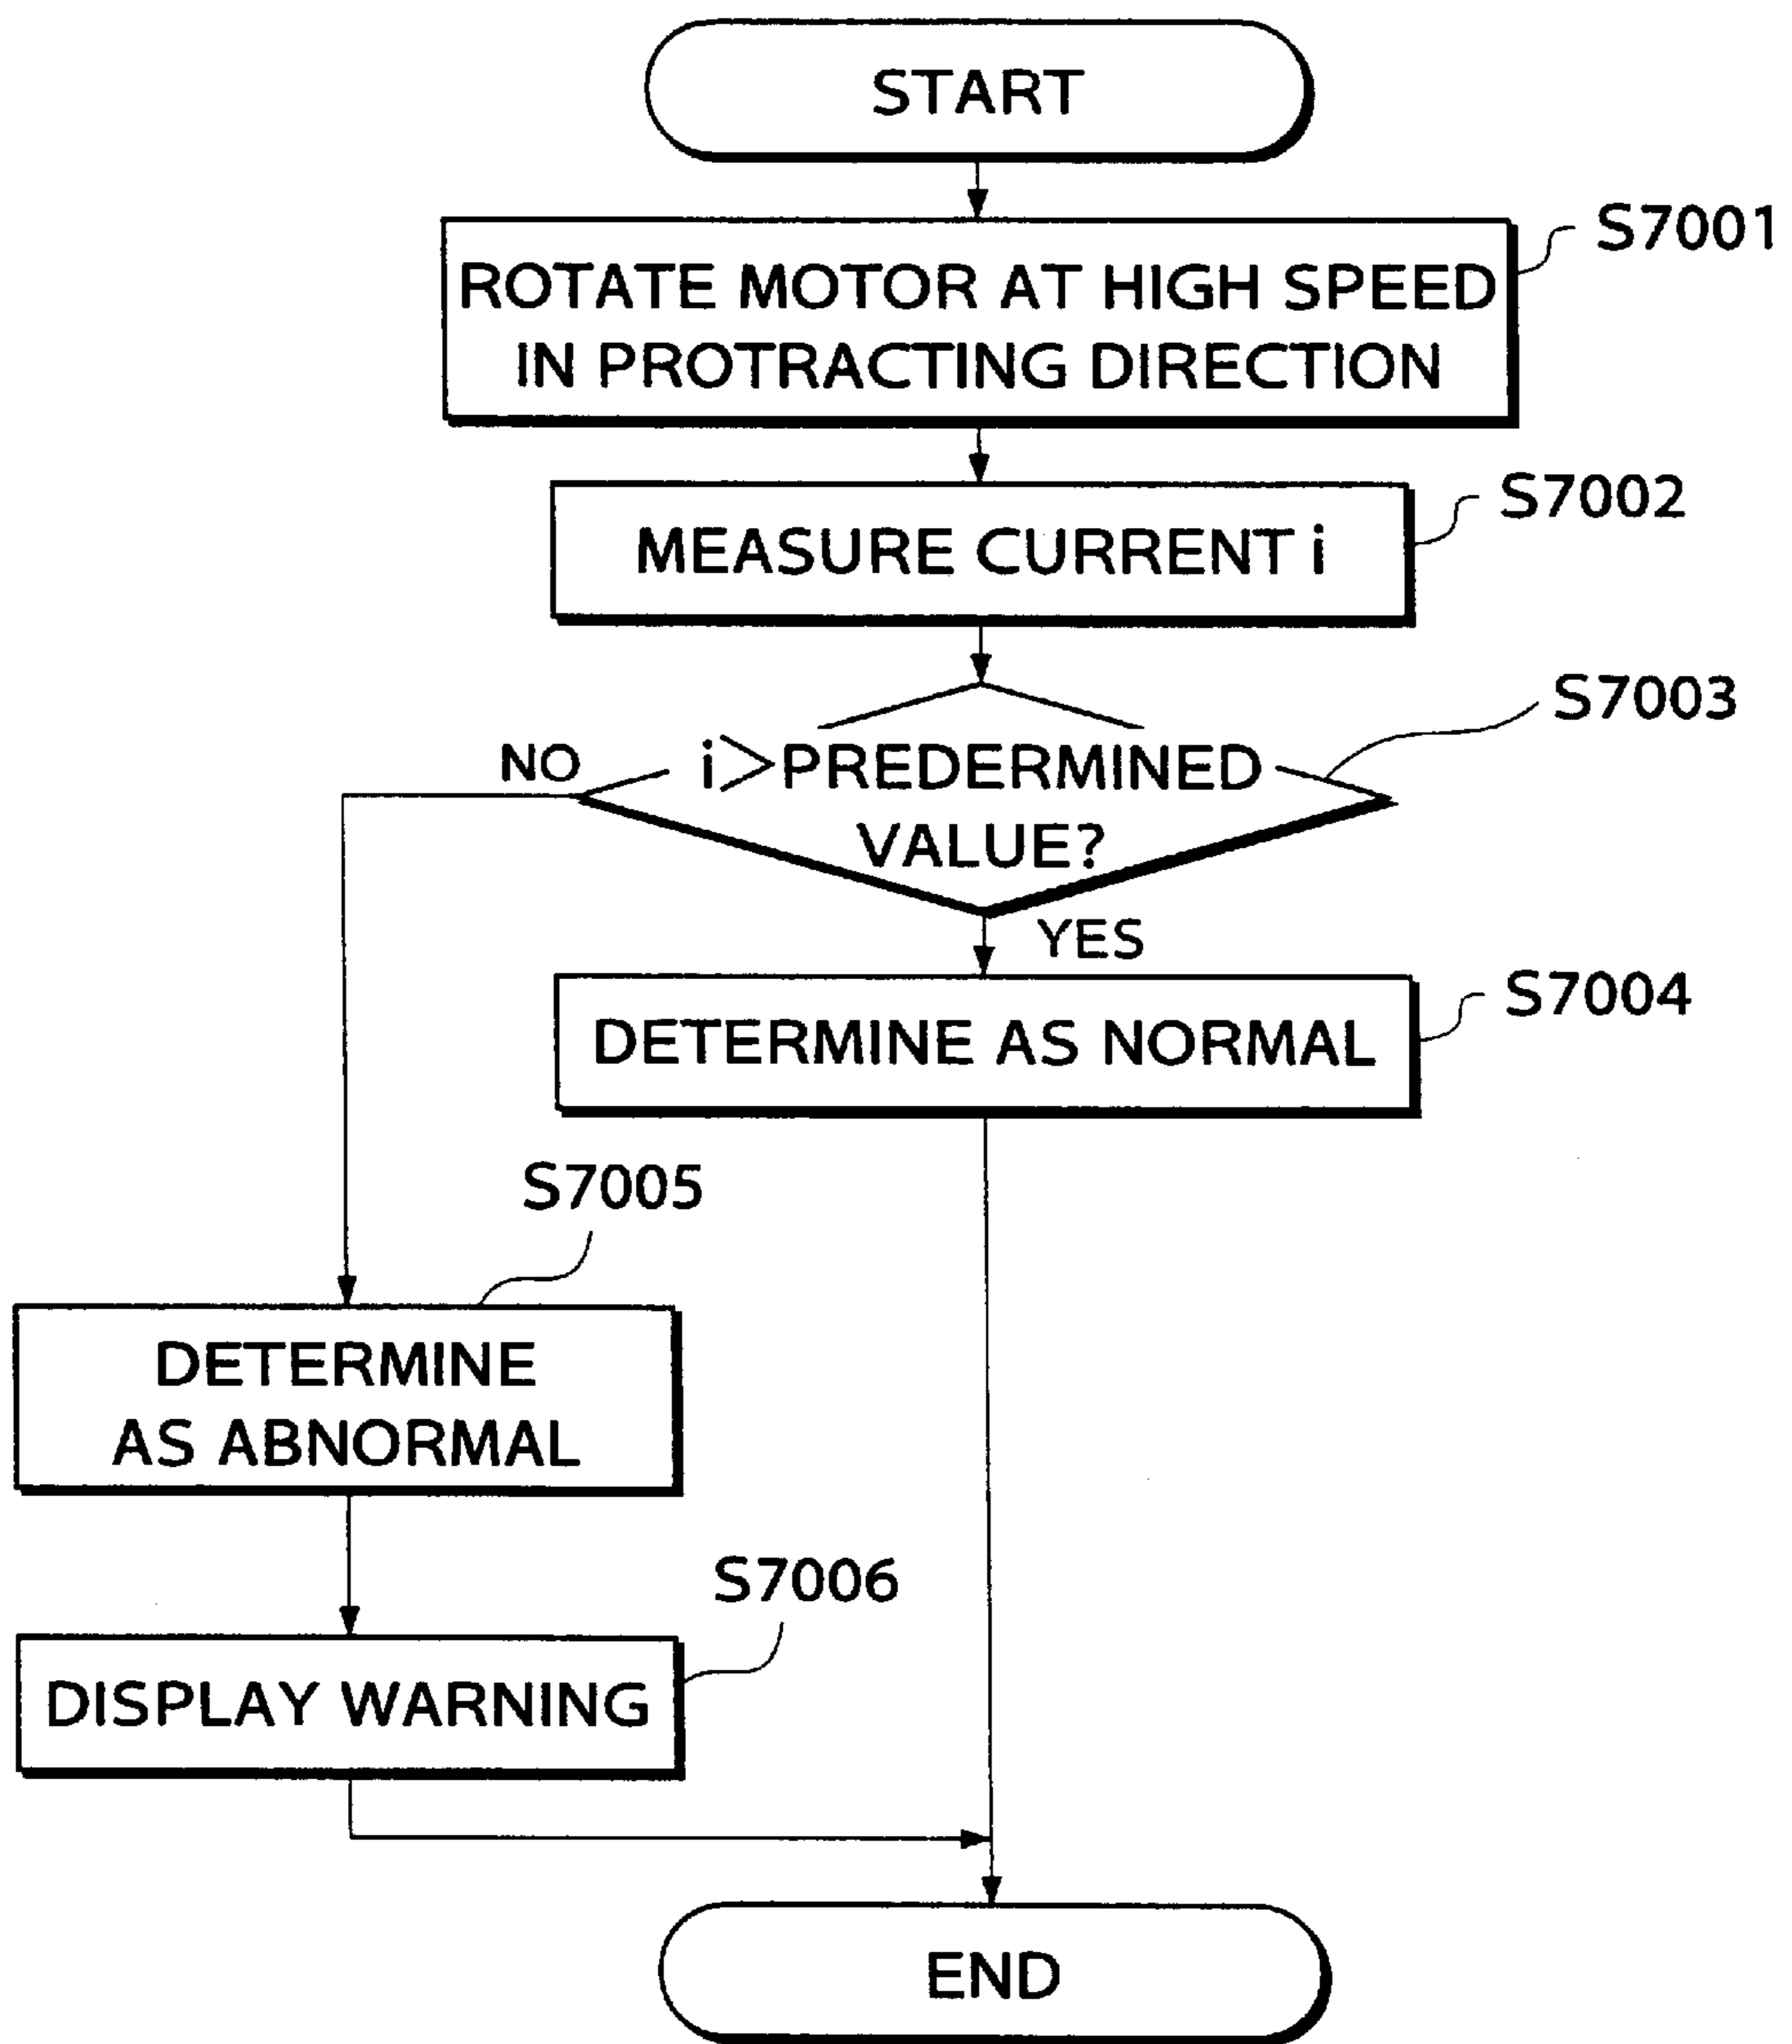 START
S7001
ROTATE MOTOR AT HIGH SPEED
IN PROTRACTING DIRECTION
S7002
MEASURE CURRENT i
S7003
NO
i>PREDERMINED
VALUE?
YES
S7004
DETERMINE AS NORMAL
S7005
DETERMINE
AS ABNORMAL
S7006
DISPLAY WARNING
END